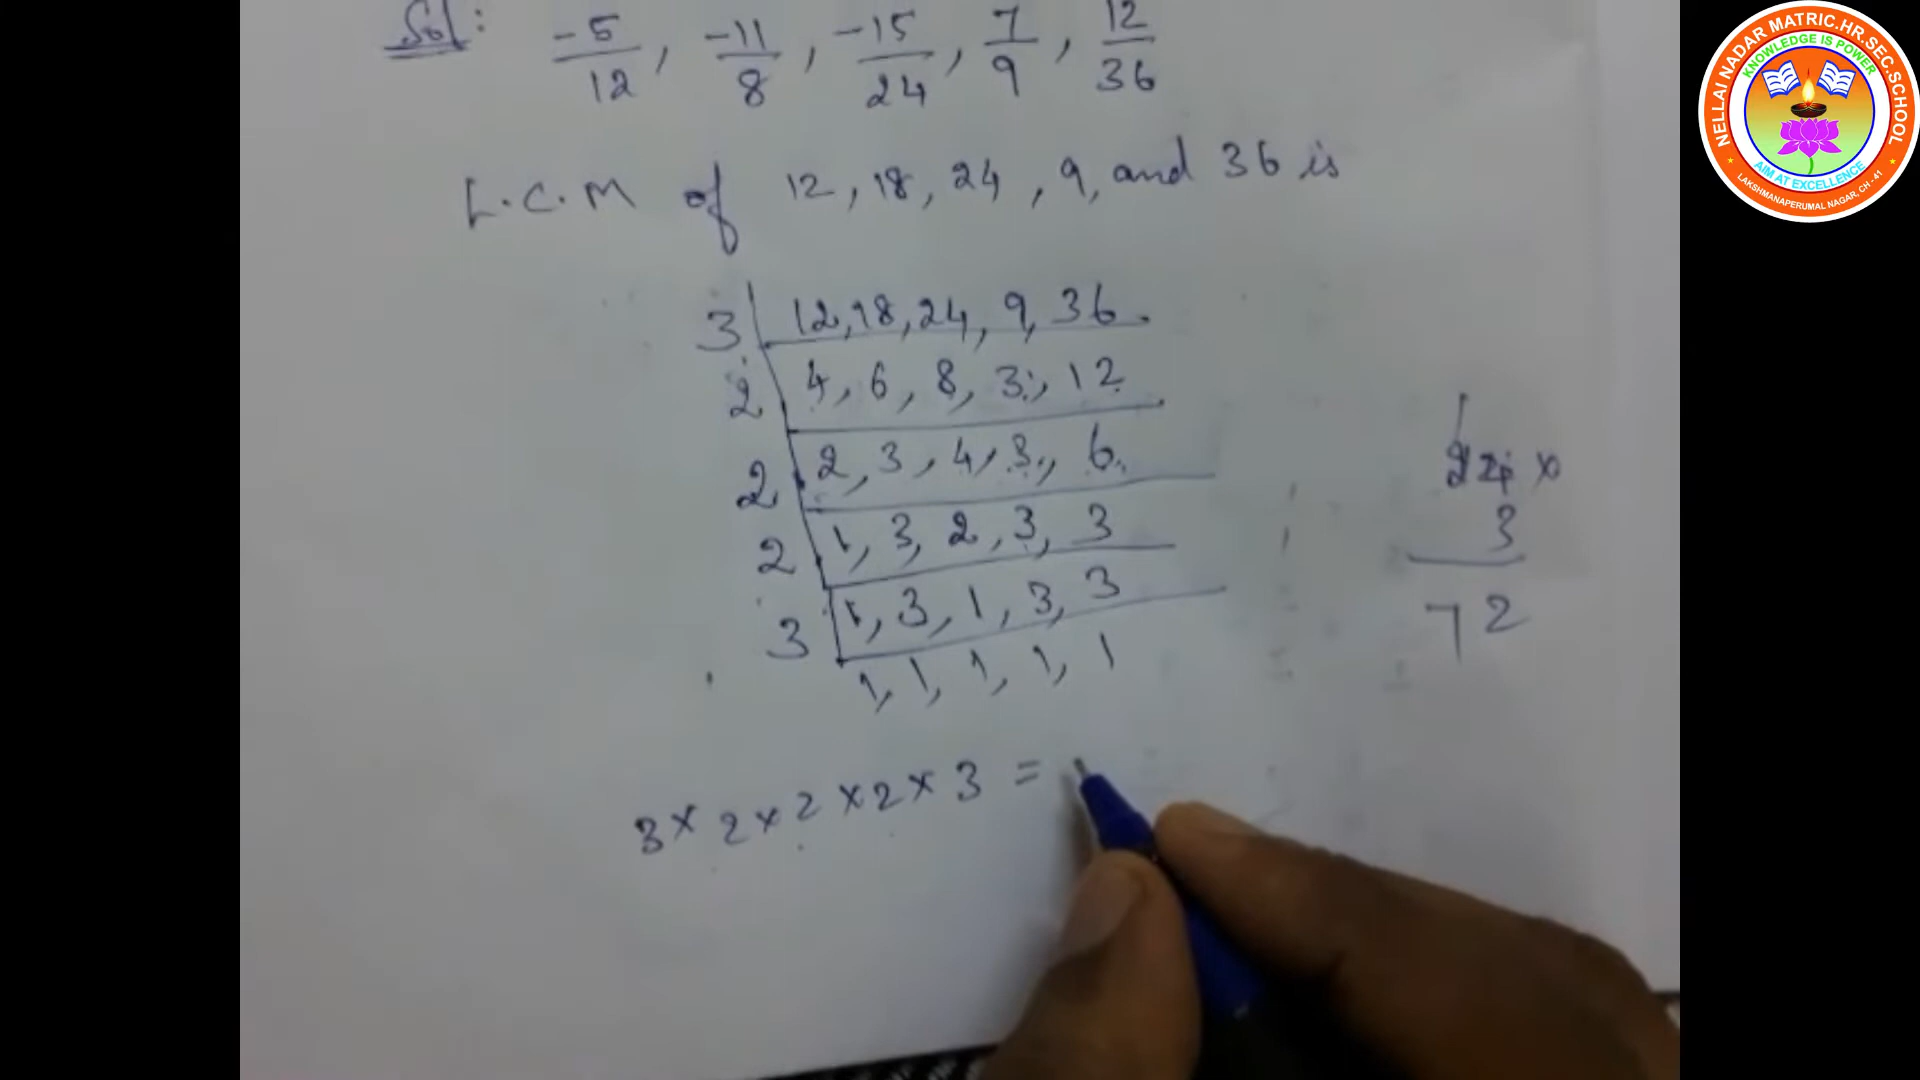 Sol:
-5/12, -11/8, -15/24, 7/9, 12/36
L.C.M of 12, 18, 24, 9, and 36 is
3 | 12, 18, 24, 9, 36
2 | 4, 6, 8, 3, 12
2 | 2, 3, 4, 3, 6
2 | 1, 3, 2, 3, 3
3 | 1, 3, 1, 3, 3
1, 1, 1, 1, 1
3 × 2 × 2 × 2 × 3 =
1
24 ×
3
72
NELLAI NADAR MATRIC.HR.SEC.SCHOOL
KNOWLEDGE IS POWER
AIM AT EXCELLENCE
LAKSHMANAPERUMAL NAGAR, CH - 41